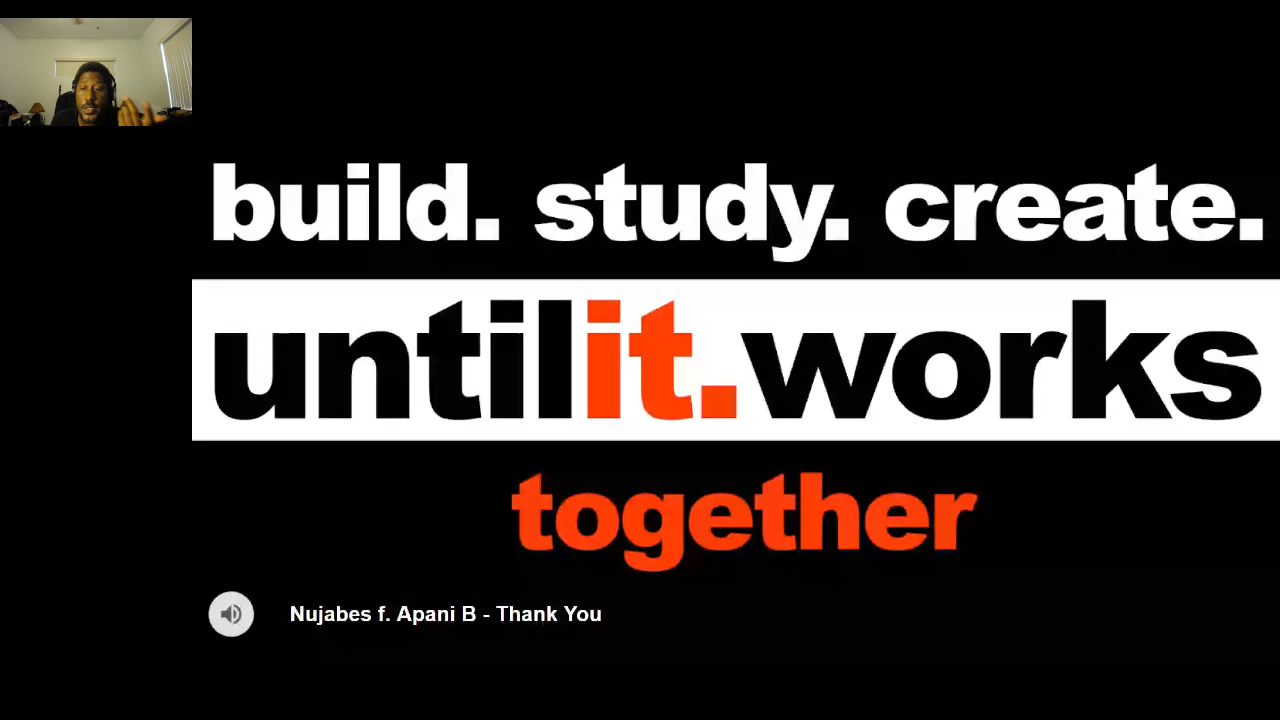 build. study. create.
untilit.works
together
Nujabes f. Apani B - Thank You